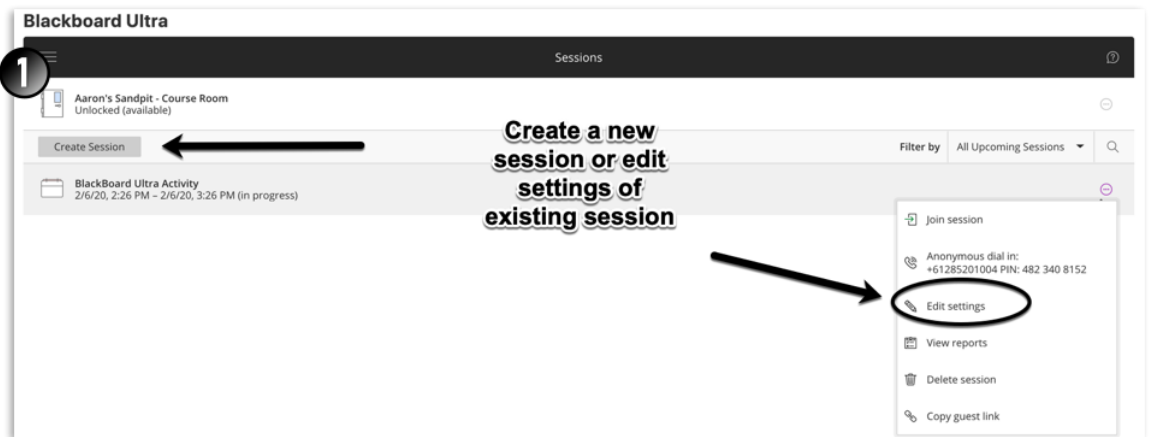 Blackboard Ultra
1
Sessions
Aaron's Sandpit - Course Room
Unlocked (available)
Create Session
Create a new
session or edit
settings of
existing session
Filter by All Upcoming Sessions
BlackBoard Ultra Activity
2/6/20, 2:26 PM – 2/6/20, 3:26 PM (in progress)
Join session
Anonymous dial in:
+61285201004 PIN: 482 340 8152
Edit settings
View reports
Delete session
Copy guest link